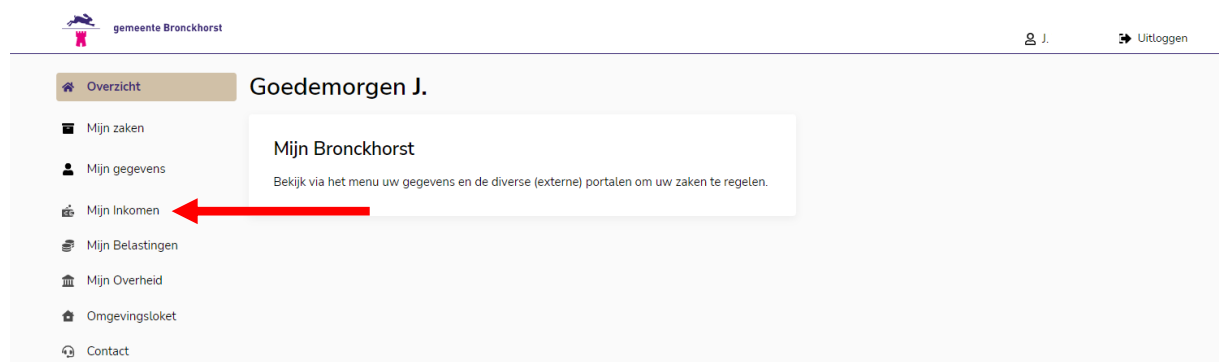 gemeente Bronckhorst
J.
Uitloggen
Overzicht
Goedemorgen J.
Mijn zaken
Mijn Bronckhorst
Mijn gegevens
Bekijk via het menu uw gegevens en de diverse (externe) portalen om uw zaken te regelen.
Mijn Inkomen
Mijn Belastingen
Mijn Overheid
Omgevingsloket
Contact